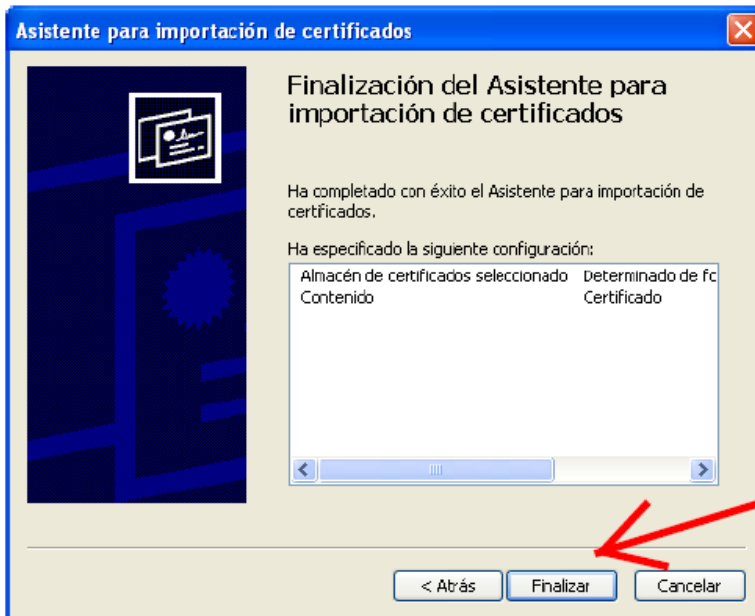 Asistente para importación de certificados
Finalización del Asistente para
importación de certificados
Ha completado con éxito el Asistente para importación de
certificados.
Ha especificado la siguiente configuración:
Almacén de certificados seleccionado Determinado de fo
Contenido Certificado
< Atrás Finalizar Cancelar